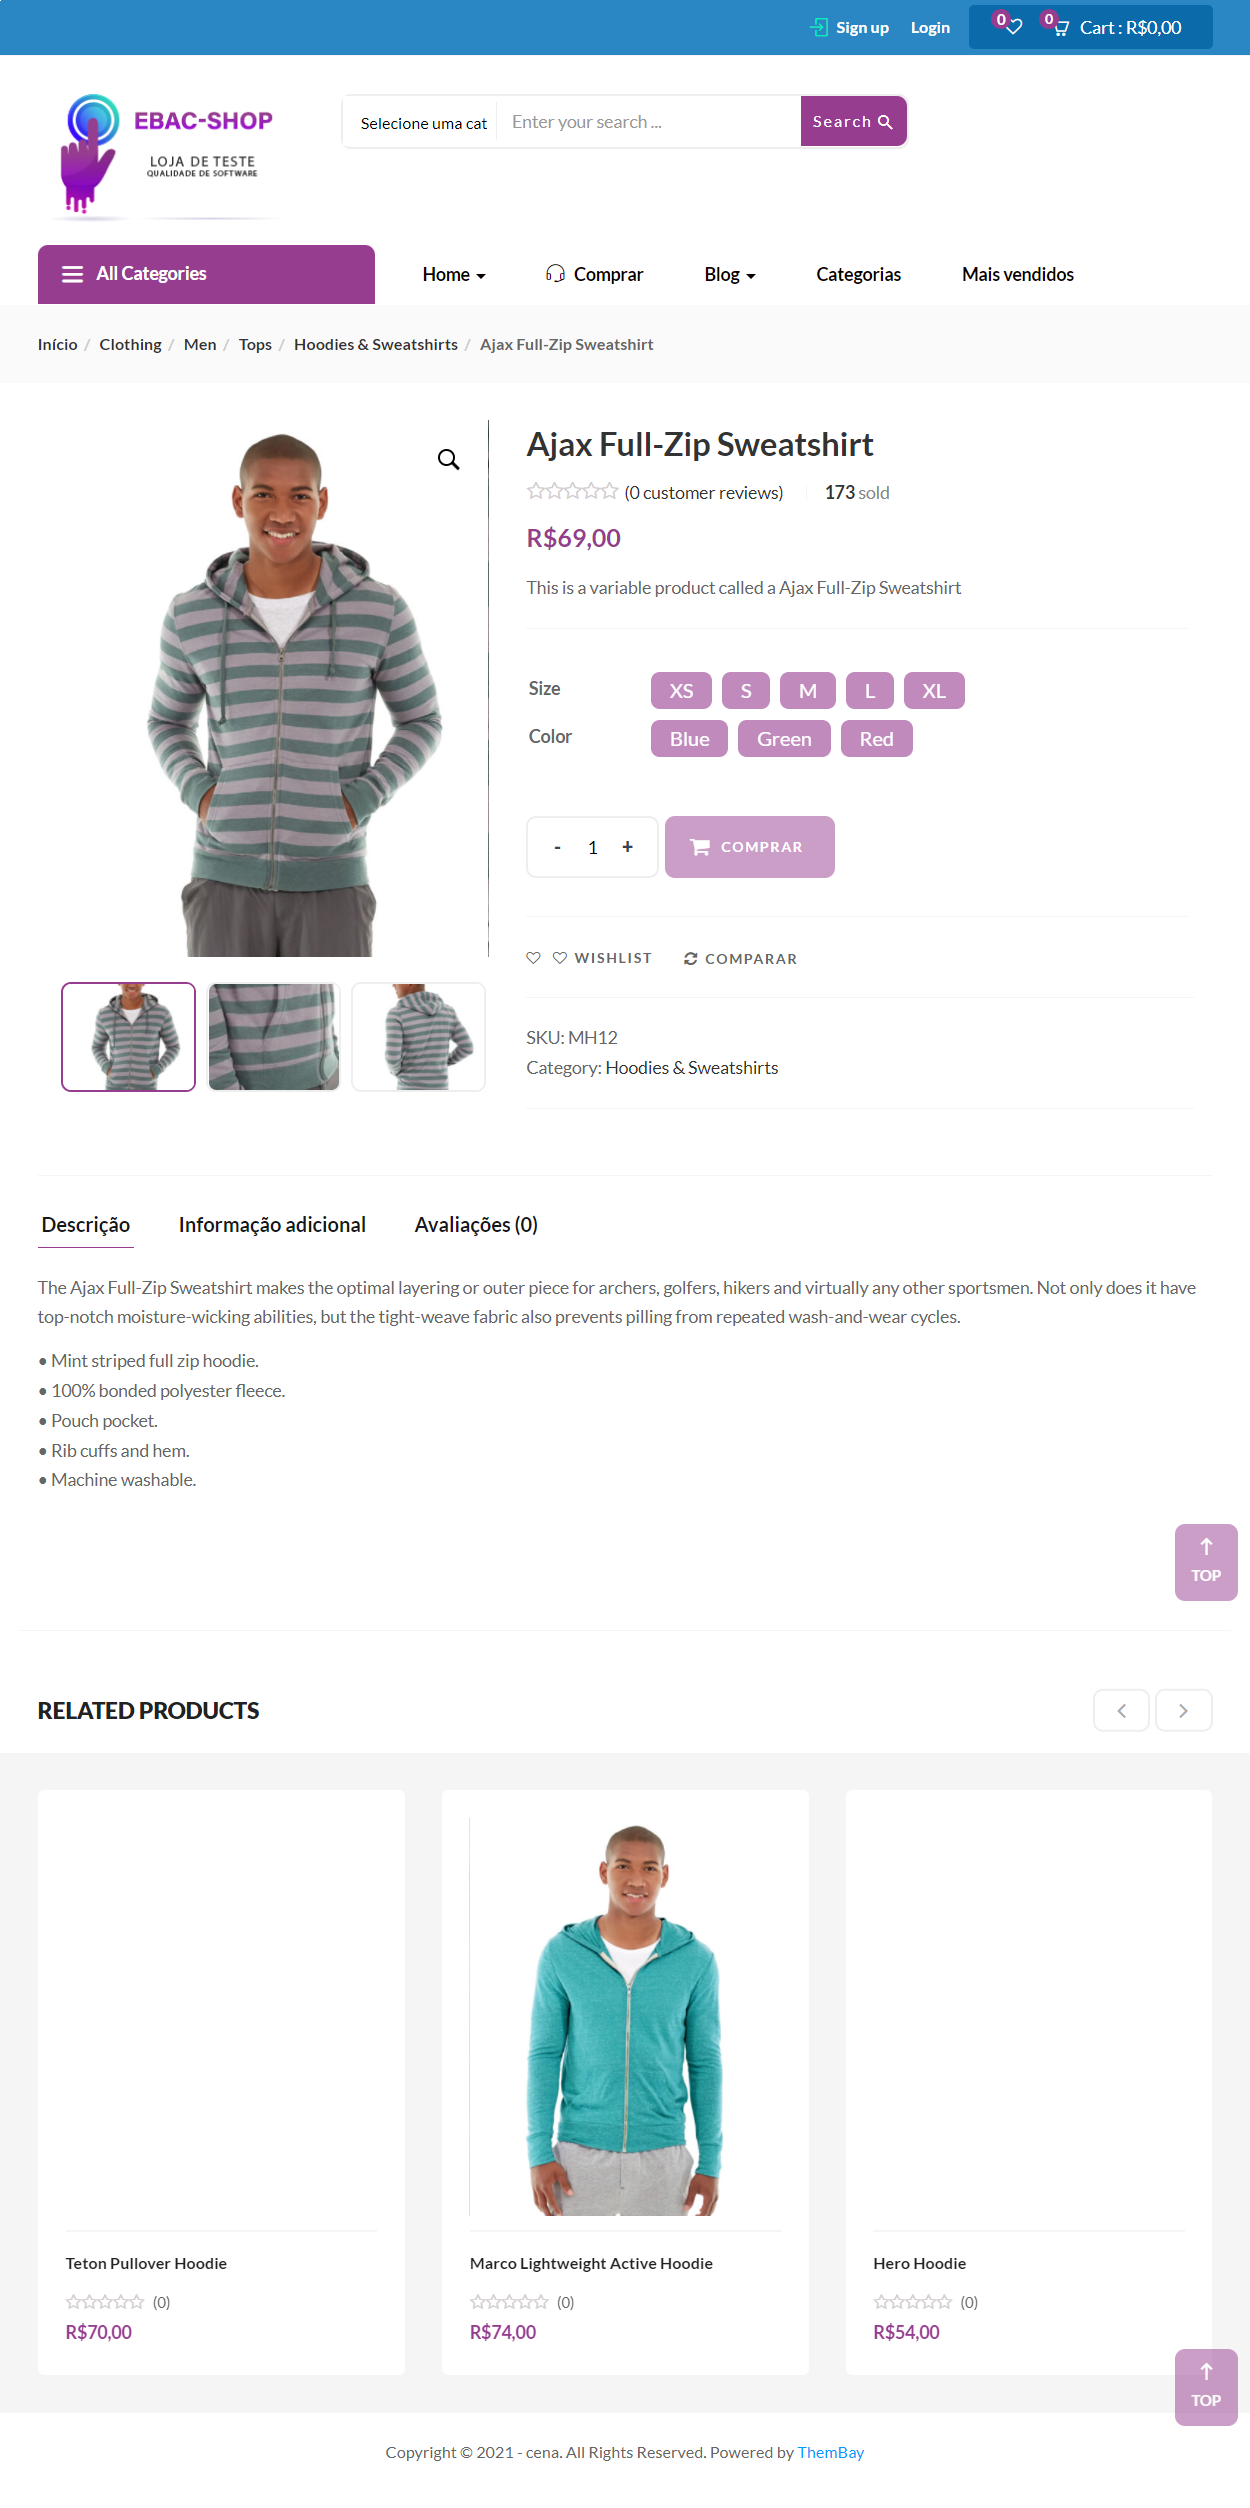 Sign up Login 0 0 Cart : R$0,00
EBAC-SHOP
LOJA DE TESTE
QUALIDADE DE SOFTWARE
Selecione uma cat Enter your search ... Search
All Categories Home Comprar Blog Categorias Mais vendidos
Início / Clothing / Men / Tops / Hoodies & Sweatshirts / Ajax Full-Zip Sweatshirt
Ajax Full-Zip Sweatshirt
(0 customer reviews) 173 sold
R$69,00
This is a variable product called a Ajax Full-Zip Sweatshirt
Size XS S M L XL
Color Blue Green Red
- 1 + COMPRAR
WISHLIST COMPARAR
SKU: MH12
Category: Hoodies & Sweatshirts
Descrição Informação adicional Avaliações (0)
The Ajax Full-Zip Sweatshirt makes the optimal layering or outer piece for archers, golfers, hikers and virtually any other sportsmen. Not only does it have
top-notch moisture-wicking abilities, but the tight-weave fabric also prevents pilling from repeated wash-and-wear cycles.
• Mint striped full zip hoodie.
• 100% bonded polyester fleece.
• Pouch pocket.
• Rib cuffs and hem.
• Machine washable.
TOP
RELATED PRODUCTS
Teton Pullover Hoodie
(0)
R$70,00
Marco Lightweight Active Hoodie
(0)
R$74,00
Hero Hoodie
(0)
R$54,00
TOP
Copyright © 2021 - cena. All Rights Reserved. Powered by ThemBay